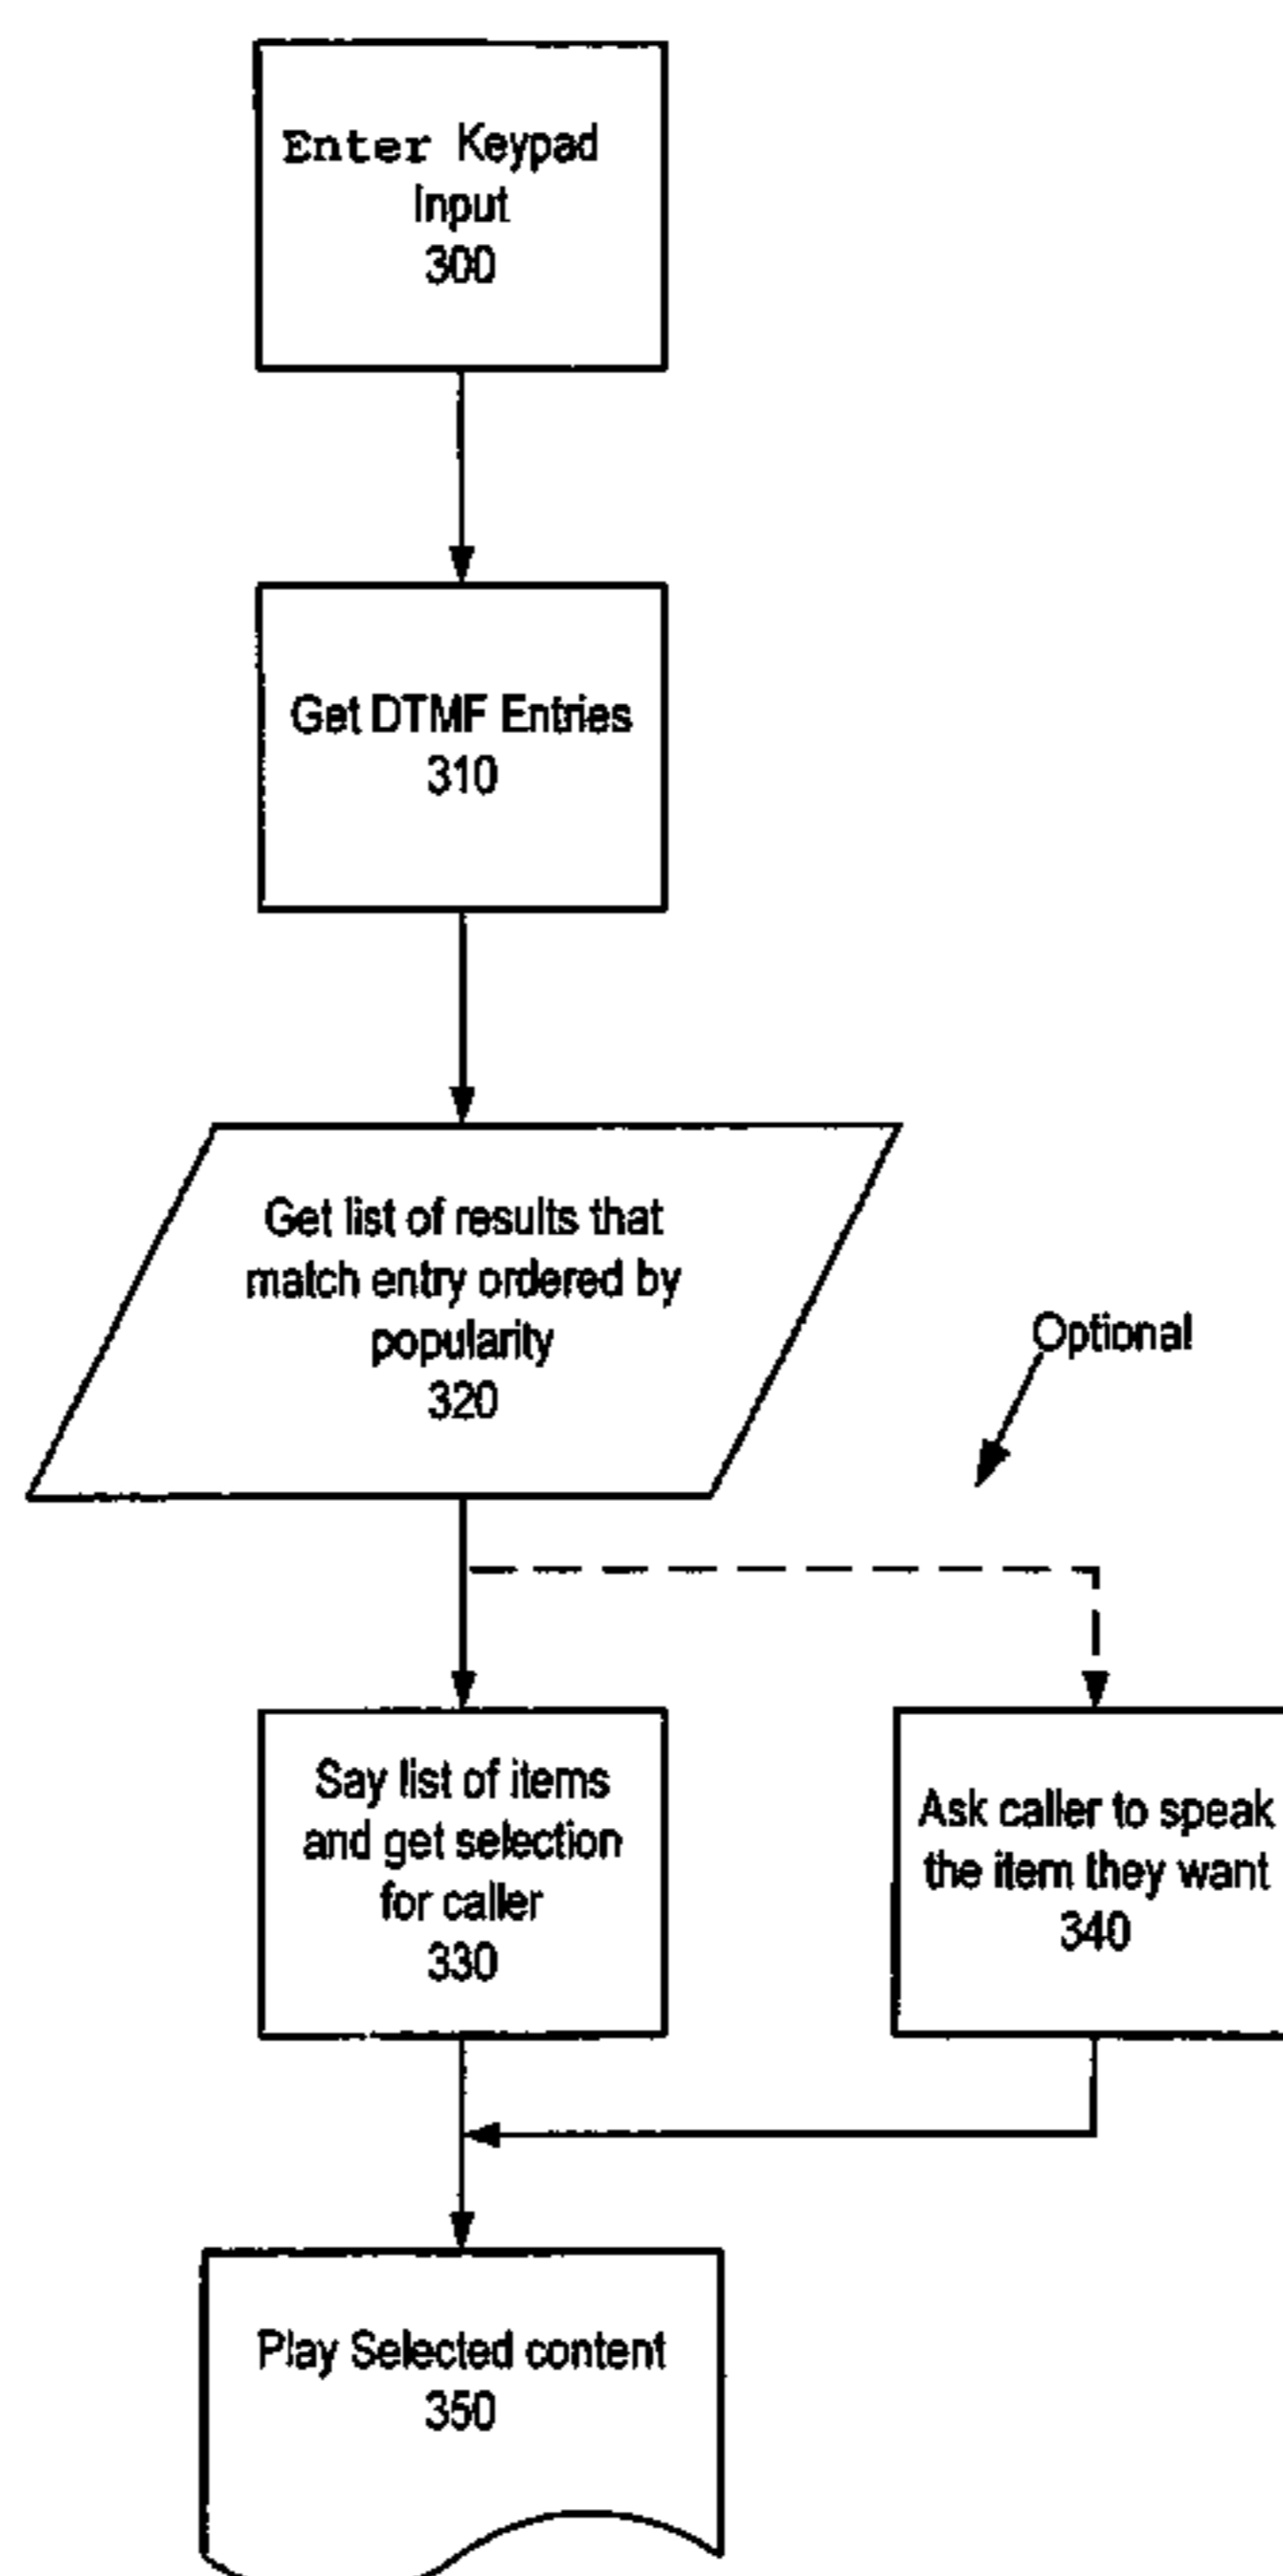 Enter Keypad
Input
300
Get DTMF Entries
310
Get list of results that
match entry ordered by
popularity
320
Optional
Say list of items
and get selection
for caller
330
Ask caller to speak
the item they want
340
Play Selected content
350